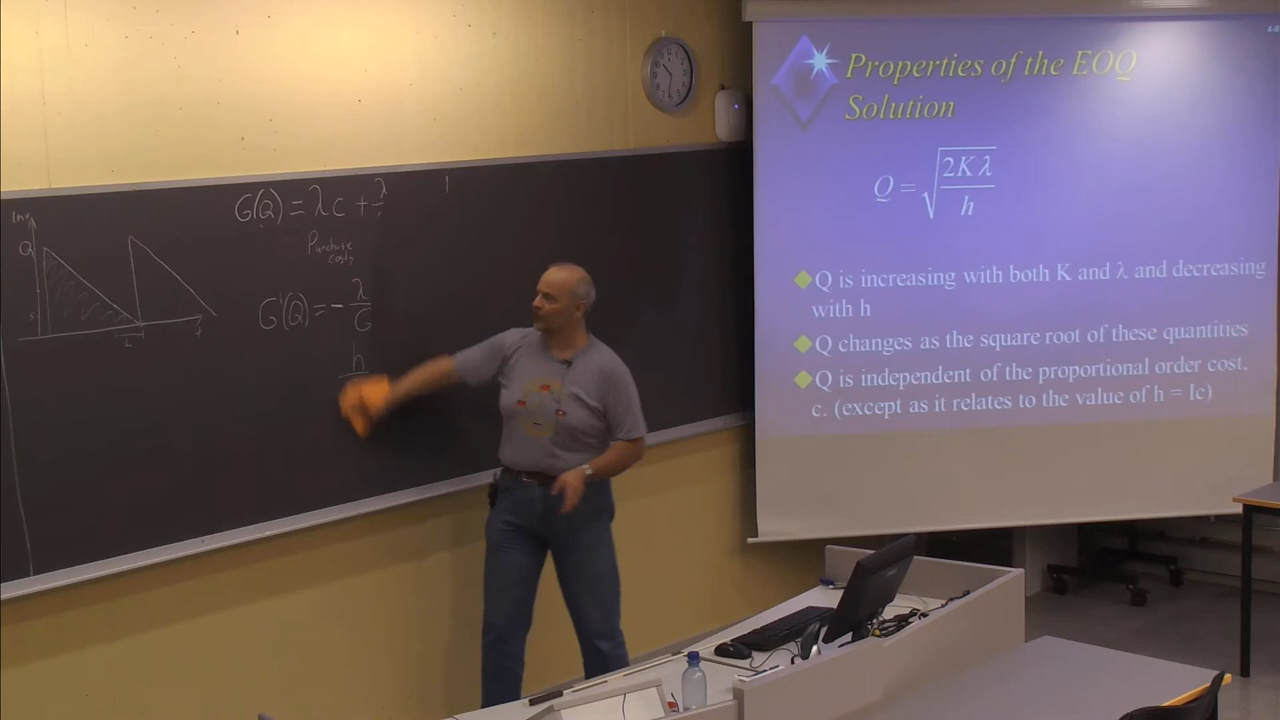 Inv
Q
s
L
t
G(Q) = λc + λ
Purchase
costs
G'(Q) = - λ
G
h
Properties of the EOQ
Solution
Q = √(2Kλ / h)
Q is increasing with both K and λ and decreasing
with h
Q changes as the square root of these quantities
Q is independent of the proportional order cost,
c. (except as it relates to the value of h = Ic)